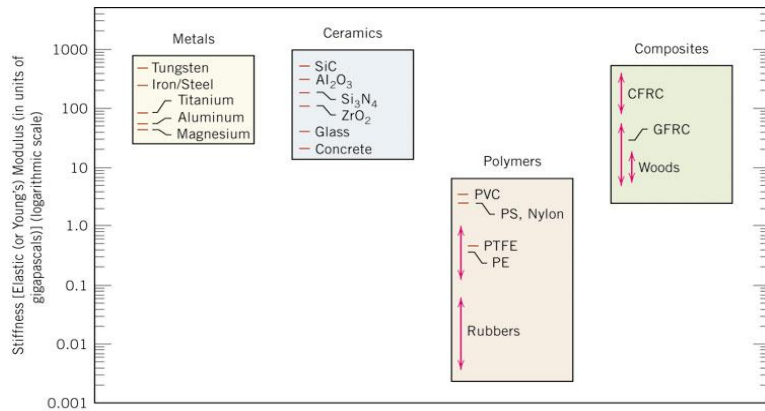 Stiffness [Elastic (or Young's) Modulus (in units of
gigapascals)] (logarithmic scale)
1000
100
10
1.0
0.1
0.01
0.001
Metals
Tungsten
Iron/Steel
Titanium
Aluminum
Magnesium
Ceramics
SiC
Al₂O₃
Si₃N₄
ZrO₂
Glass
Concrete
Polymers
PVC
PS, Nylon
PTFE
PE
Rubbers
Composites
CFRC
GFRC
Woods